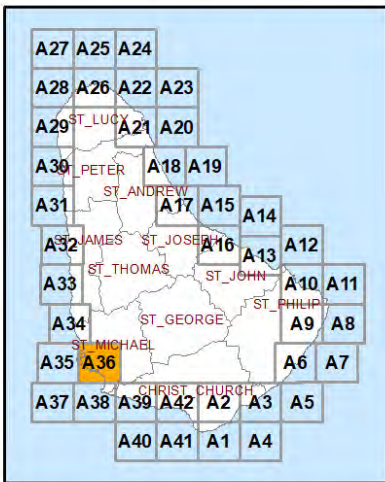 A27 A25 A24
A28 A26 A22 A23
A29 ST_LUCY A21 A20
A30 ST_PETER A18 A19
ST_ANDREW
A31 A17 A15 A14
A32 ST_JAMES ST_JOSEPH A16 A13 A12
ST_THOMAS ST_JOHN
A33 A10 A11
ST_PHILIP
A34 ST_GEORGE A9 A8
ST_MICHAEL
A35 A36 A6 A7
CHRIST_CHURCH
A37 A38 A39 A42 A2 A3 A5
A40 A41 A1 A4